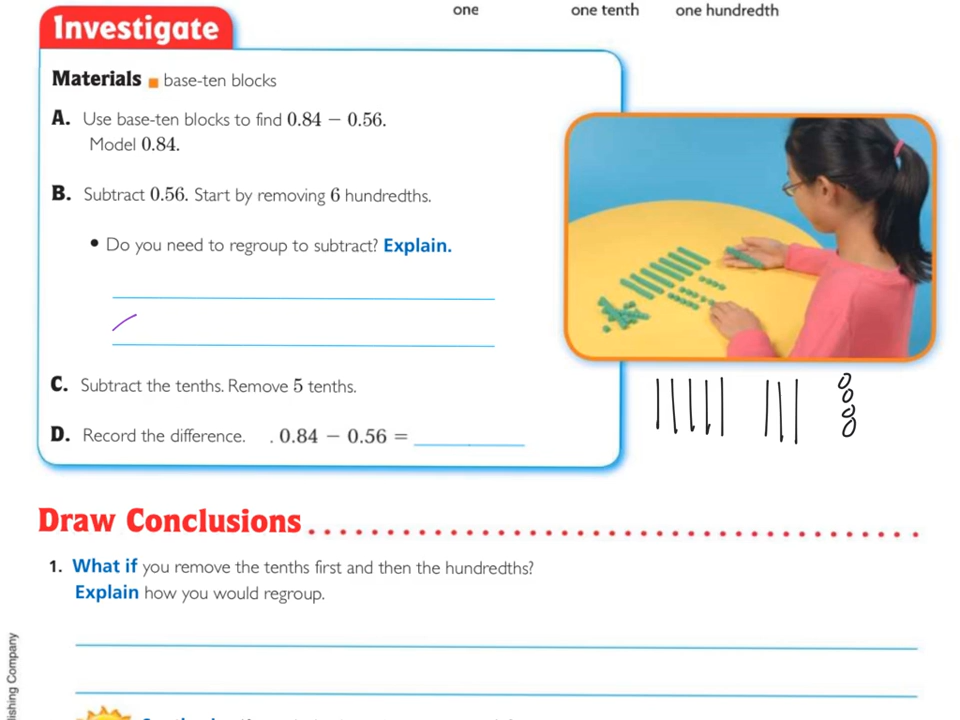 one one tenth one hundredth
Investigate
Materials ■ base-ten blocks
A. Use base-ten blocks to find 0.84 − 0.56.
Model 0.84.
B. Subtract 0.56. Start by removing 6 hundredths.
• Do you need to regroup to subtract? Explain.
C. Subtract the tenths. Remove 5 tenths.
D. Record the difference. . 0.84 − 0.56 =
Draw Conclusions
1. What if you remove the tenths first and then the hundredths?
Explain how you would regroup.